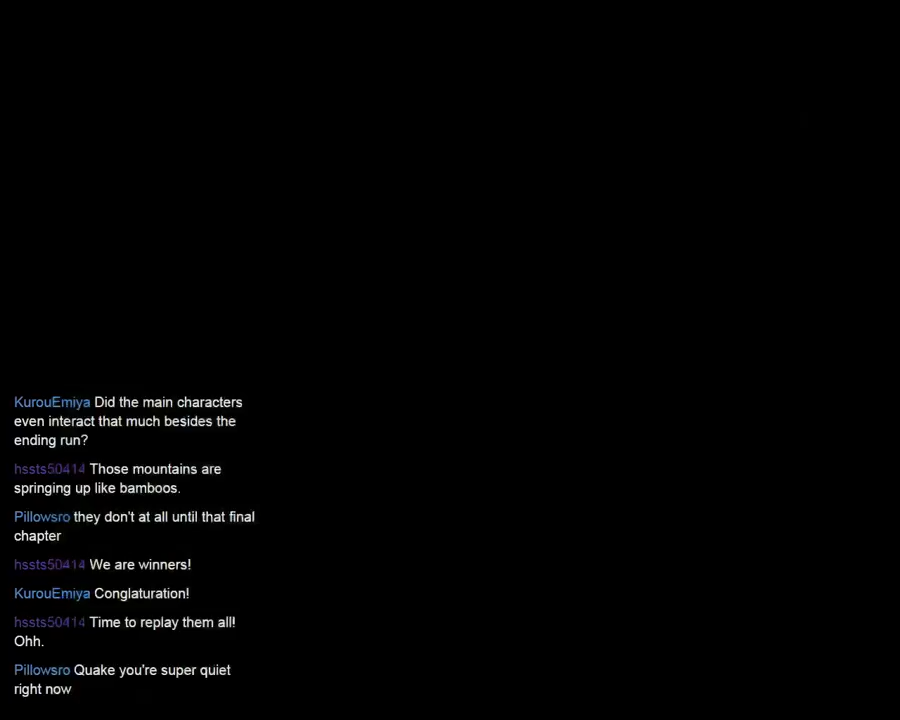 KurouEmiya Did the main characters
even interact that much besides the
ending run?
hssts50414 Those mountains are
springing up like bamboos.
Pillowsro they don't at all until that final
chapter
hssts50414 We are winners!
KurouEmiya Conglaturation!
hssts50414 Time to replay them all!
Ohh.
Pillowsro Quake you're super quiet
right now